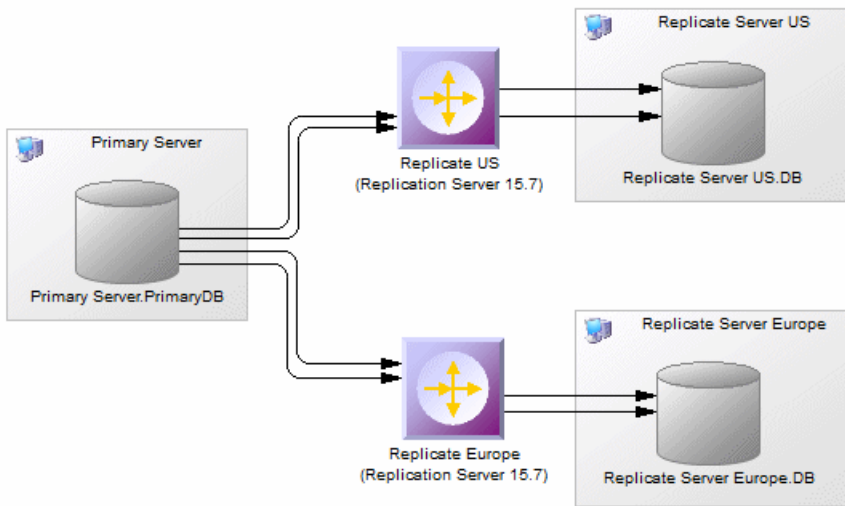 Replicate Server US
Primary Server
Replicate US
(Replication Server 15.7)
Replicate Server US.DB
Primary Server.PrimaryDB
Replicate Server Europe
Replicate Europe
(Replication Server 15.7)
Replicate Server Europe.DB